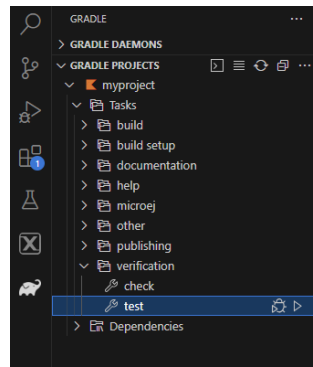 GRADLE
GRADLE DAEMONS
GRADLE PROJECTS
myproject
Tasks
build
build setup
documentation
1
help
microej
other
publishing
verification
check
test
Dependencies